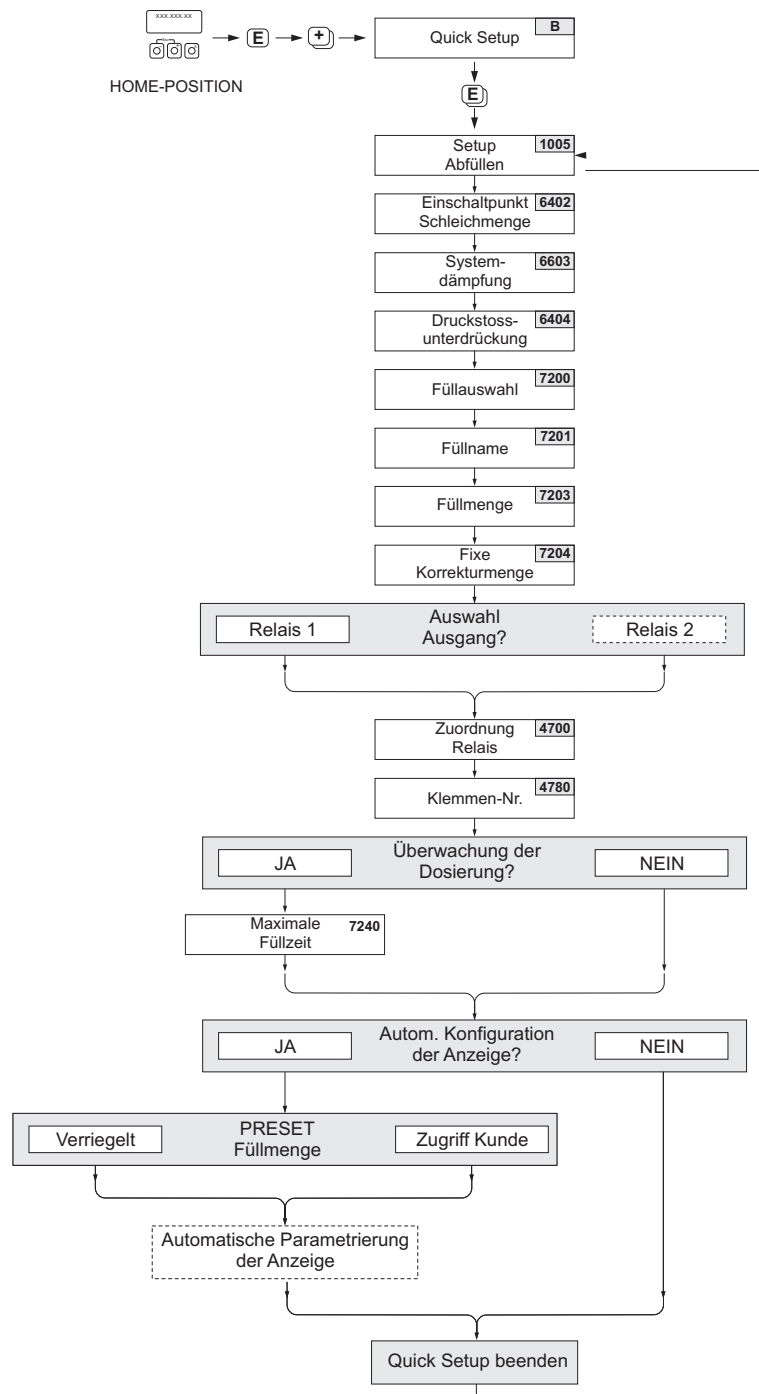 xxx.xxx.xx
E
+
Quick Setup
B
HOME-POSITION
E
Setup
Abfüllen
1005
Einschaltpunkt
Schleichmenge
6402
System-
dämpfung
6603
Druckstoss-
unterdrückung
6404
Füllauswahl
7200
Füllname
7201
Füllmenge
7203
Fixe
Korrekturmenge
7204
Relais 1
Auswahl
Ausgang?
Relais 2
Zuordnung
Relais
4700
Klemmen-Nr.
4780
JA
Überwachung der
Dosierung?
NEIN
Maximale
Füllzeit
7240
JA
Autom. Konfiguration
der Anzeige?
NEIN
Verriegelt
PRESET
Füllmenge
Zugriff Kunde
Automatische Parametrierung
der Anzeige
Quick Setup beenden